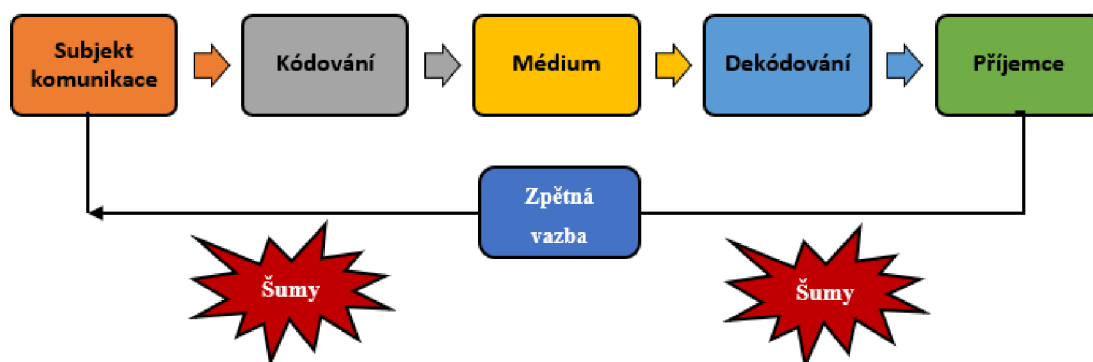 Subjekt
komunikace
Kódování
Médium
Dekódování
Příjemce
Zpětná
vazba
Šumy
Šumy